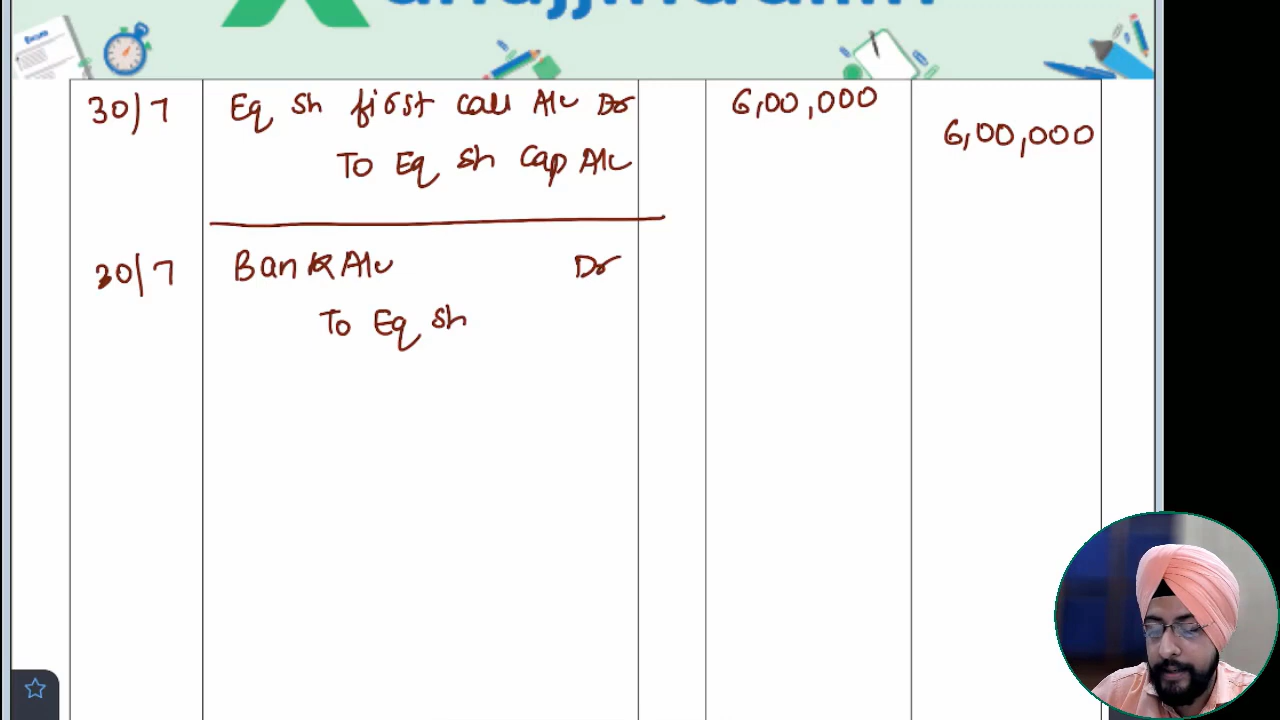 30/7 Eq Sh first call A/c Dr 6,00,000
To Eq Sh Cap A/c 6,00,000
30/7 Bank A/c Dr
To Eq Sh